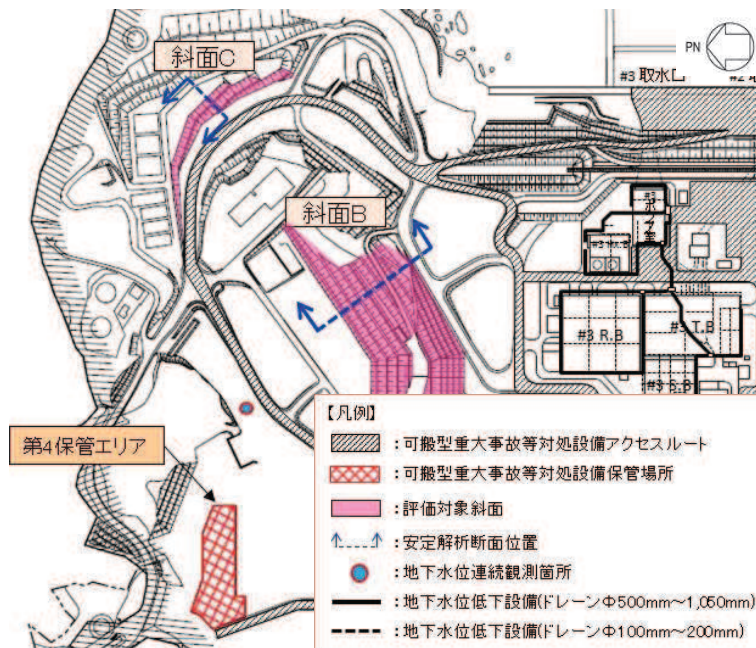 斜面C
PN
#3 取水口
斜面B
#3
ポンプ室
#3 R.B
#3 T.B
第4保管エリア
【凡例】
：可搬型重大事故等対処設備アクセスルート
：可搬型重大事故等対処設備保管場所
：評価対象斜面
：安定解析断面位置
：地下水位連続観測箇所
：地下水位低下設備(ドレーンΦ500mm～1,050mm)
：地下水位低下設備(ドレーンΦ100mm～200mm)